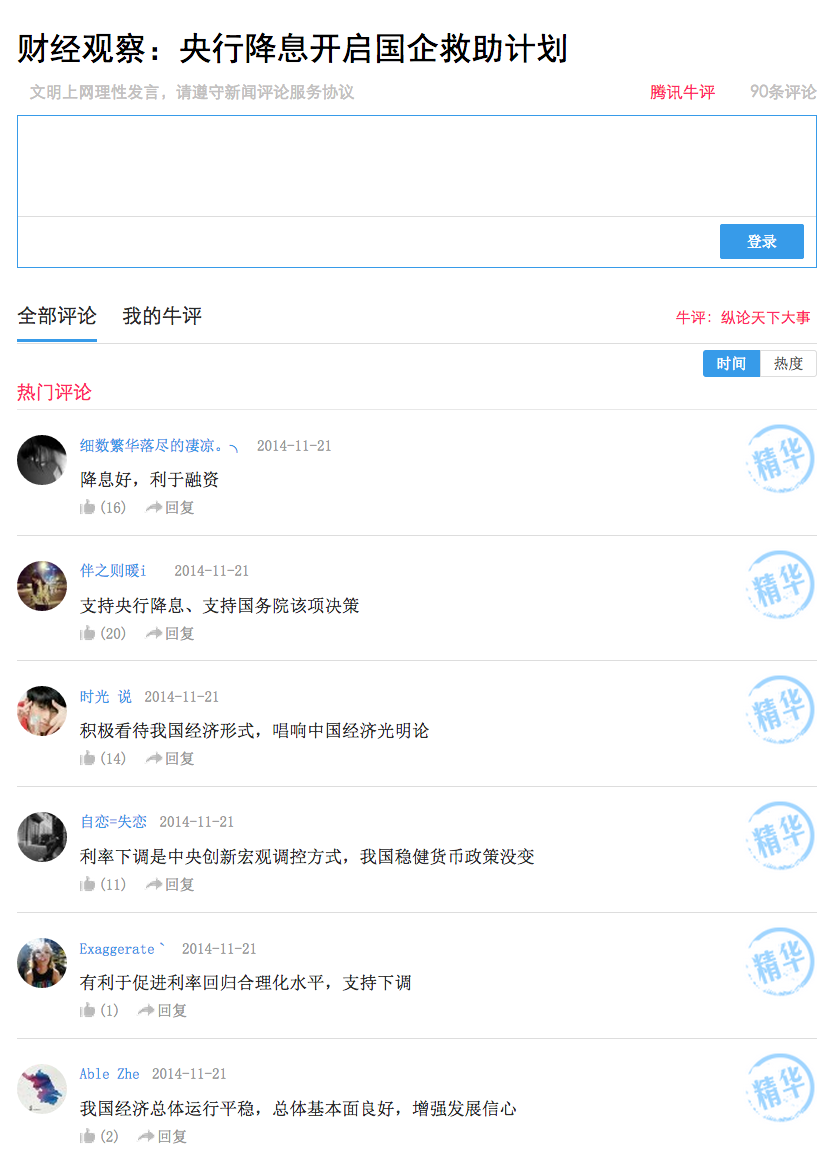 财经观察：央行降息开启国企救助计划
文明上网理性发言，请遵守新闻评论服务协议 腾讯牛评 90条评论
登录
全部评论 我的牛评 牛评：纵论天下大事
时间 热度
热门评论
细数繁华落尽的凄凉。╮ 2014-11-21
精华
降息好，利于融资
(16) 回复
伴之则暖i 2014-11-21
精华
支持央行降息、支持国务院该项决策
(20) 回复
时光 说 2014-11-21
精华
积极看待我国经济形式，唱响中国经济光明论
(14) 回复
自恋=失恋 2014-11-21
精华
利率下调是中央创新宏观调控方式，我国稳健货币政策没变
(11) 回复
Exaggerate` 2014-11-21
精华
有利于促进利率回归合理化水平，支持下调
(1) 回复
Able Zhe 2014-11-21
精华
我国经济总体运行平稳，总体基本面良好，增强发展信心
(2) 回复